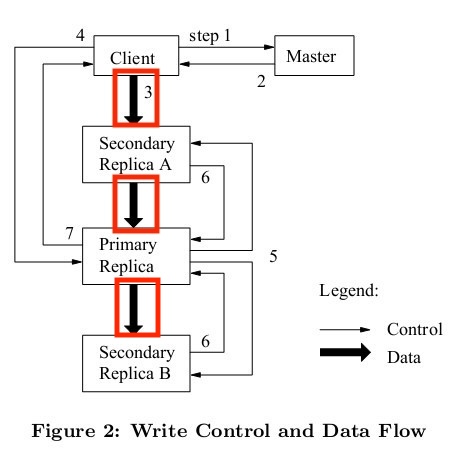 4
step 1
Client
Master
2
3
Secondary
Replica A
6
7
Primary
Replica
5
Legend:
Control
Data
6
Secondary
Replica B
Figure 2: Write Control and Data Flow